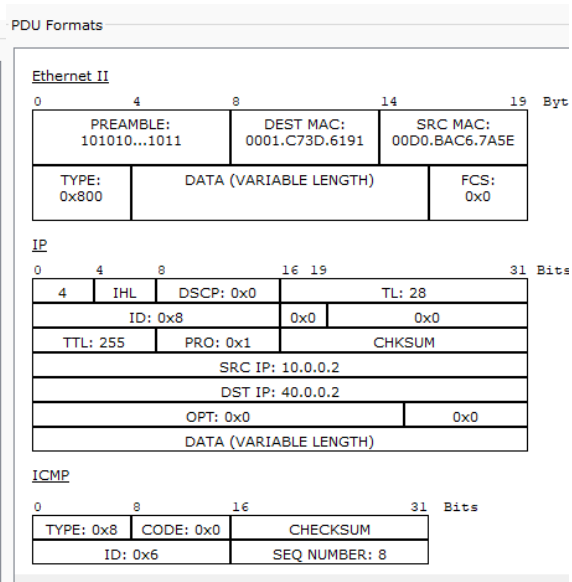 PDU Formats
Ethernet II
0 4 8 14 19 Byt
PREAMBLE: DEST MAC: SRC MAC:
101010...1011 0001.C73D.6191 00D0.BAC6.7A5E
TYPE: DATA (VARIABLE LENGTH) FCS:
0x800 0x0
IP
0 4 8 16 19 31 Bits
4 IHL DSCP: 0x0 TL: 28
ID: 0x8 0x0 0x0
TTL: 255 PRO: 0x1 CHKSUM
SRC IP: 10.0.0.2
DST IP: 40.0.0.2
OPT: 0x0 0x0
DATA (VARIABLE LENGTH)
ICMP
0 8 16 31 Bits
TYPE: 0x8 CODE: 0x0 CHECKSUM
ID: 0x6 SEQ NUMBER: 8